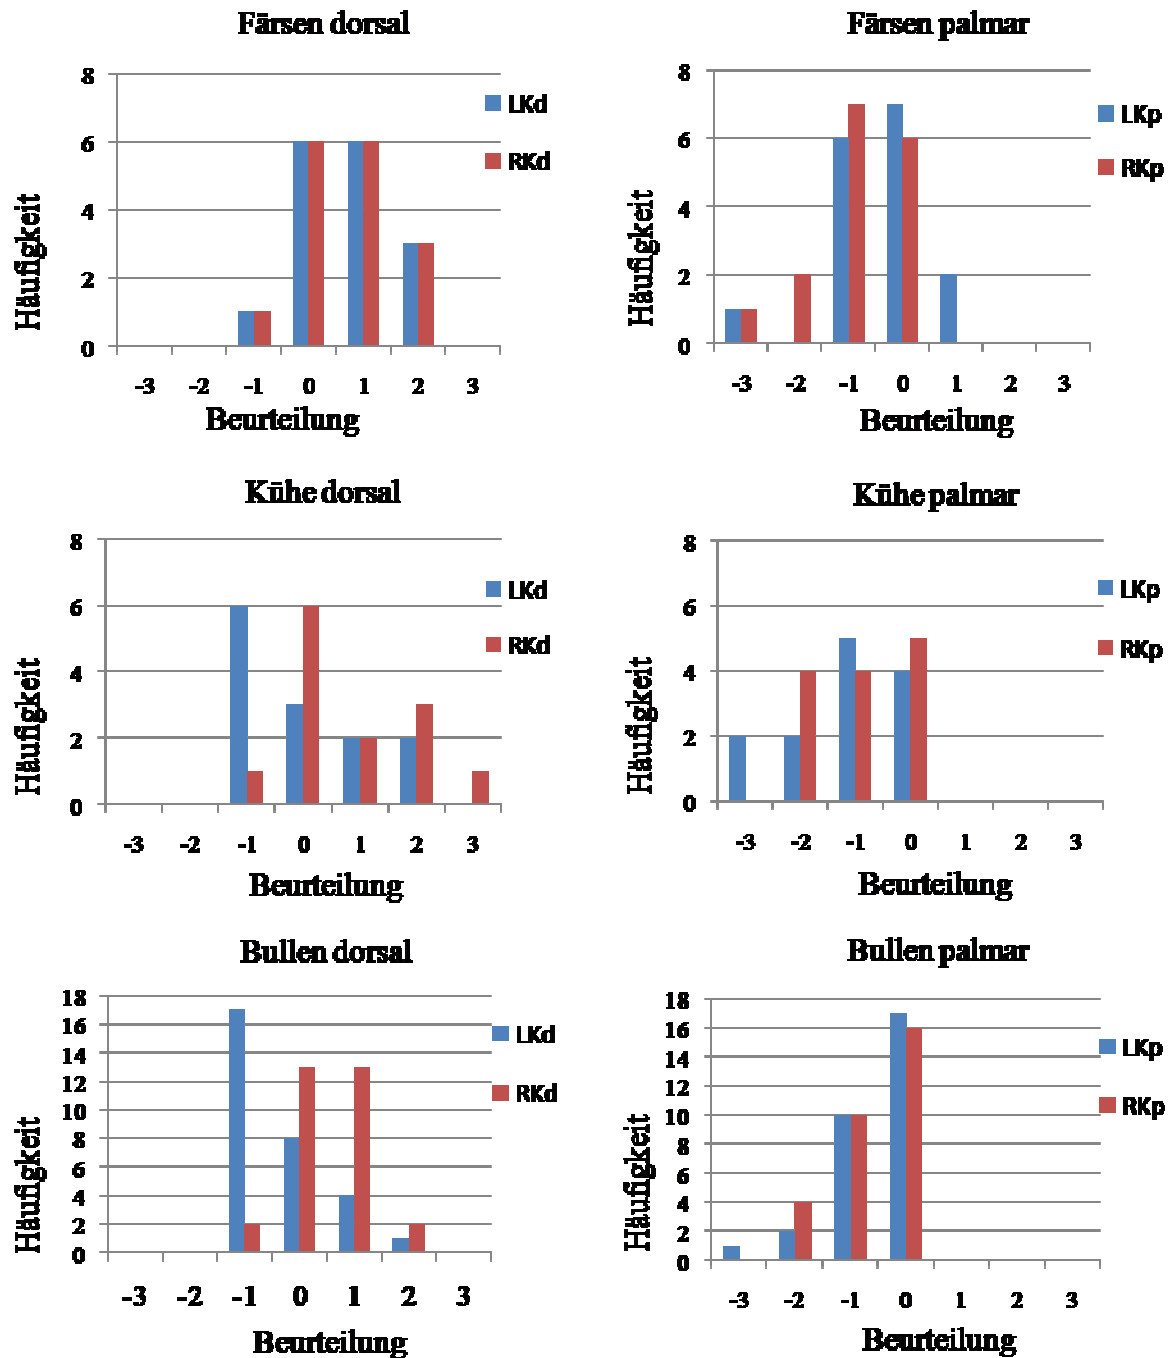 Färsen dorsal
8
6
4
2
0
-3 -2 -1 0 1 2 3
Häufigkeit
Beurteilung
LKd
RKd
Färsen palmar
8
6
4
2
0
-3 -2 -1 0 1 2 3
Häufigkeit
Beurteilung
LKp
RKp
Kühe dorsal
8
6
4
2
0
-3 -2 -1 0 1 2 3
Häufigkeit
Beurteilung
LKd
RKd
Kühe palmar
8
6
4
2
0
-3 -2 -1 0 1 2 3
Häufigkeit
Beurteilung
LKp
RKp
Bullen dorsal
18
16
14
12
10
8
6
4
2
0
-3 -2 -1 0 1 2 3
Häufigkeit
Beurteilung
LKd
RKd
Bullen palmar
18
16
14
12
10
8
6
4
2
0
-3 -2 -1 0 1 2 3
Häufigkeit
Beurteilung
LKp
RKp